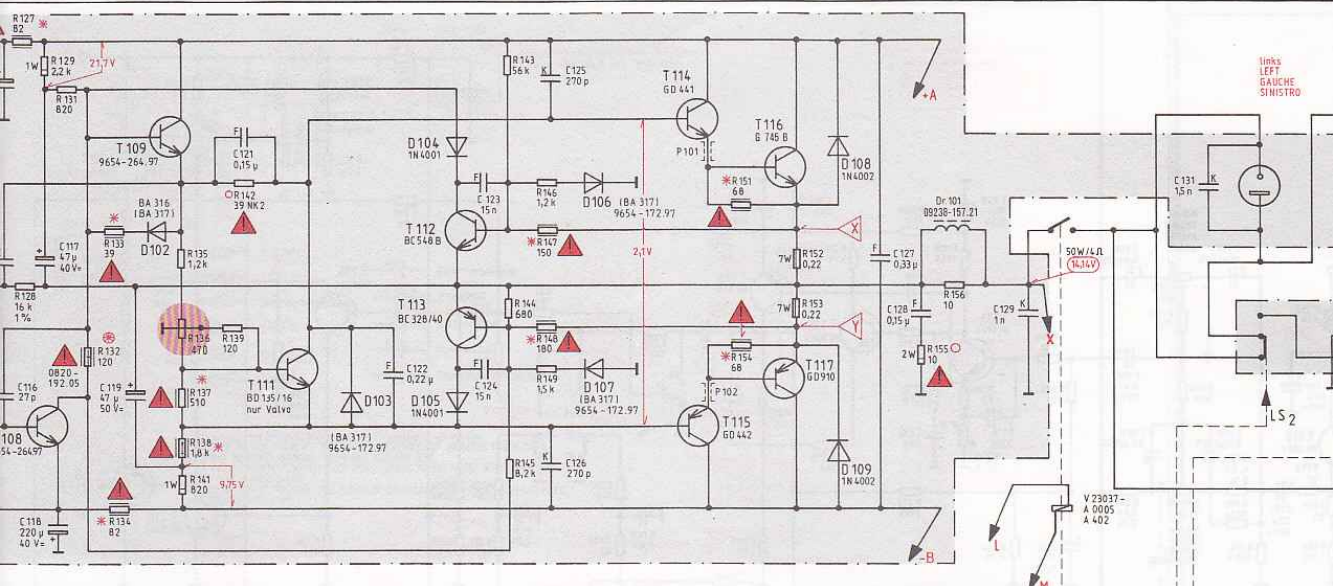 R127
82
*
R129
2,2k
1W
21,7V
R131
820
T109
9654-264.97
F
C121
0,15µ
R142
39 NK2
BA 316
(BA 317)
*
R133
39
D102
C117
47µ
40V=
R128
16k
1%
R135
1,2k
R136
470
R139
120
R132
120
0820-
192.05
C116
27p
C119
47µ
50V=
*
R137
510
T111
BD 135/16
nur Valvo
R138
1,8k
*
R141
820
1W
9,75V
108
54-26497
C118
220µ
40V=
* R134
82
D103
(BA 317)
9654-172.97
F
C122
0,22µ
D104
1N4001
F
C123
15n
T112
BC548B
T113
BC328/40
D105
1N4001
F
C124
15n
R143
56k
K
C125
270p
R146
1,2k
D106
(BA 317)
9654-172.97
*R147
150
R144
680
*R148
180
R149
1,5k
D107
(BA 317)
9654-172.97
R145
8,2k
K
C126
270p
2,1V
T114
GD441
P101
T116
G 745 B
*R151
68
D108
1N4002
X
7W
R152
0,22
7W
R153
0,22
Y
*R154
68
T117
GD910
P102
T115
GD442
D109
1N4002
+A
-B
F
C127
0,33µ
F
C128
0,15µ
2W
R155
10
Dr 101
09238-157.21
R156
10
C129
1n
50W/4Ω
14,14V
X
links
LEFT
GAUCHE
SINISTRO
C131
1,5n
K
LS2
V23037-
A 0005
A 402
L
M